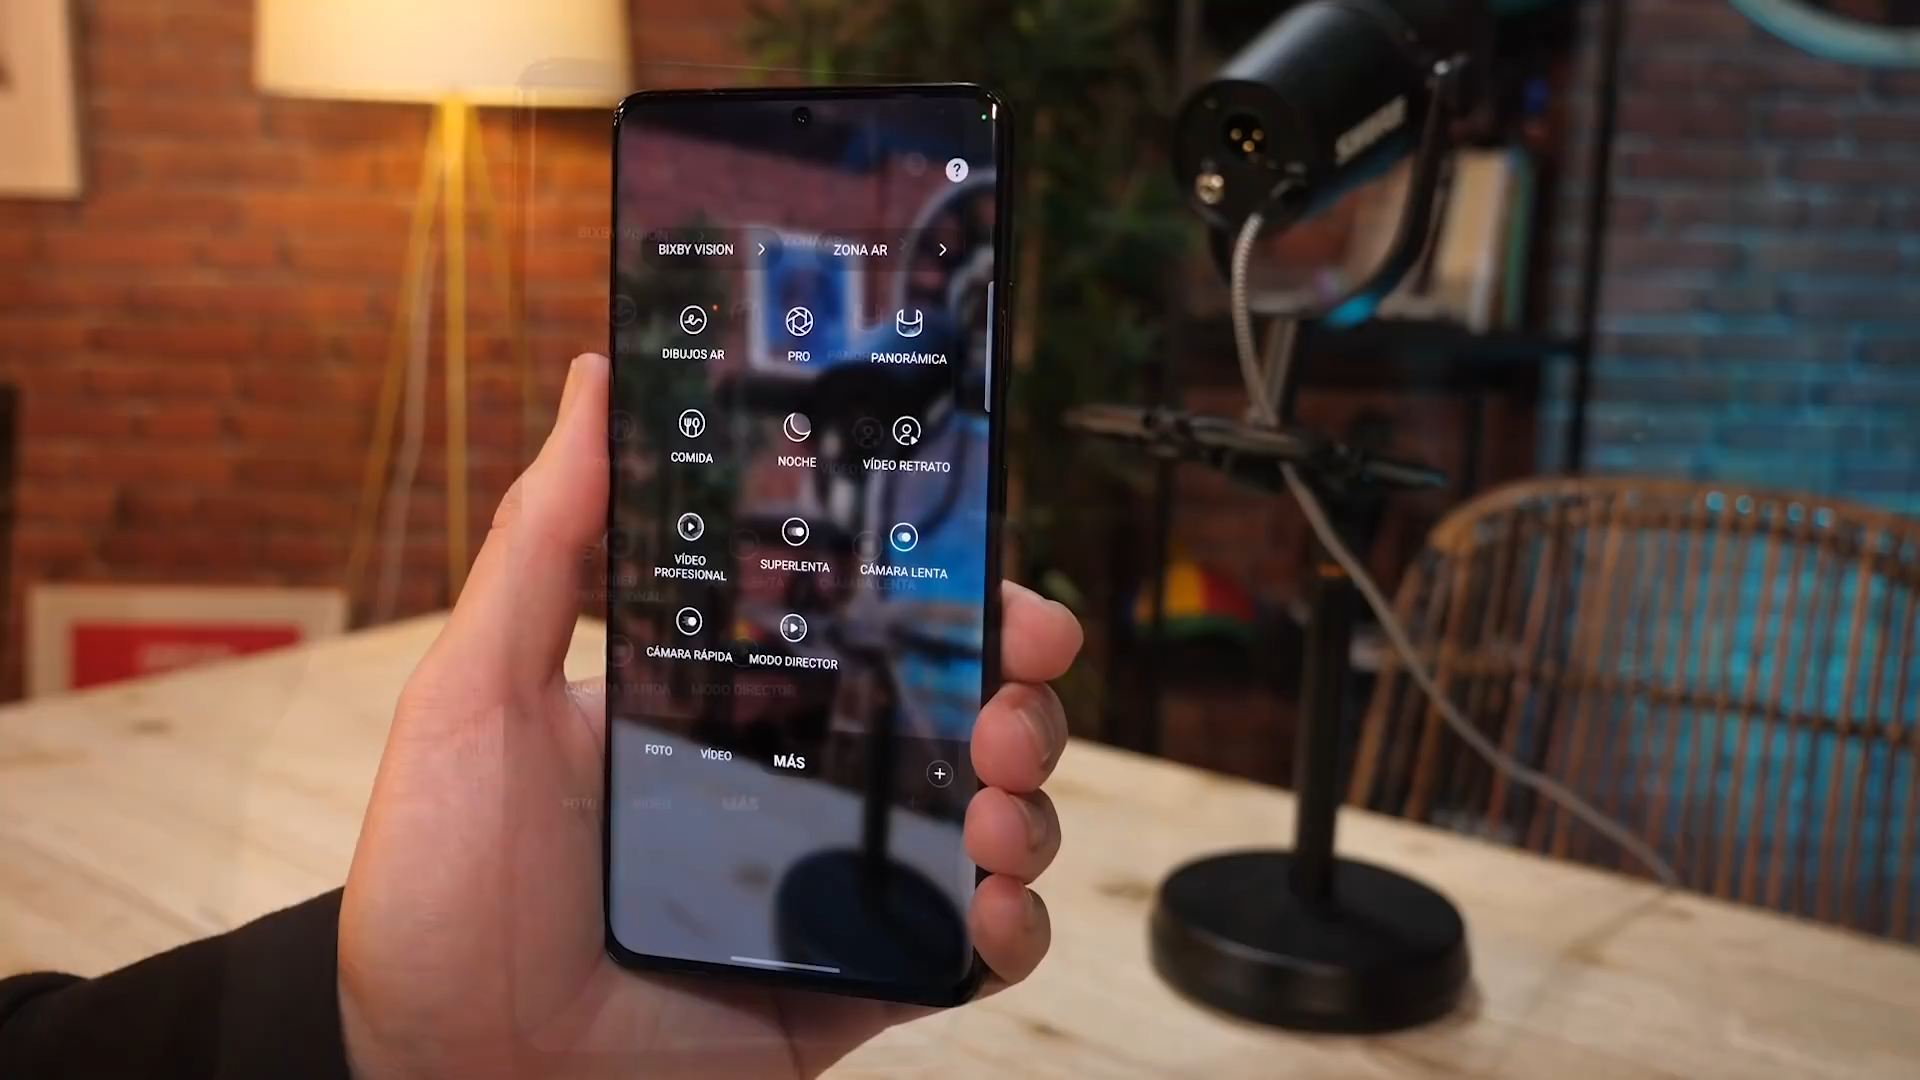 SHURE
?
BIXBY VISION > ZONA AR >
DIBUJOS AR
PRO
PANORÁMICA
COMIDA
NOCHE
VÍDEO RETRATO
VÍDEO
PROFESIONAL
SUPERLENTA
CÁMARA LENTA
CÁMARA RÁPIDA
MODO DIRECTOR
FOTO VÍDEO MÁS
+